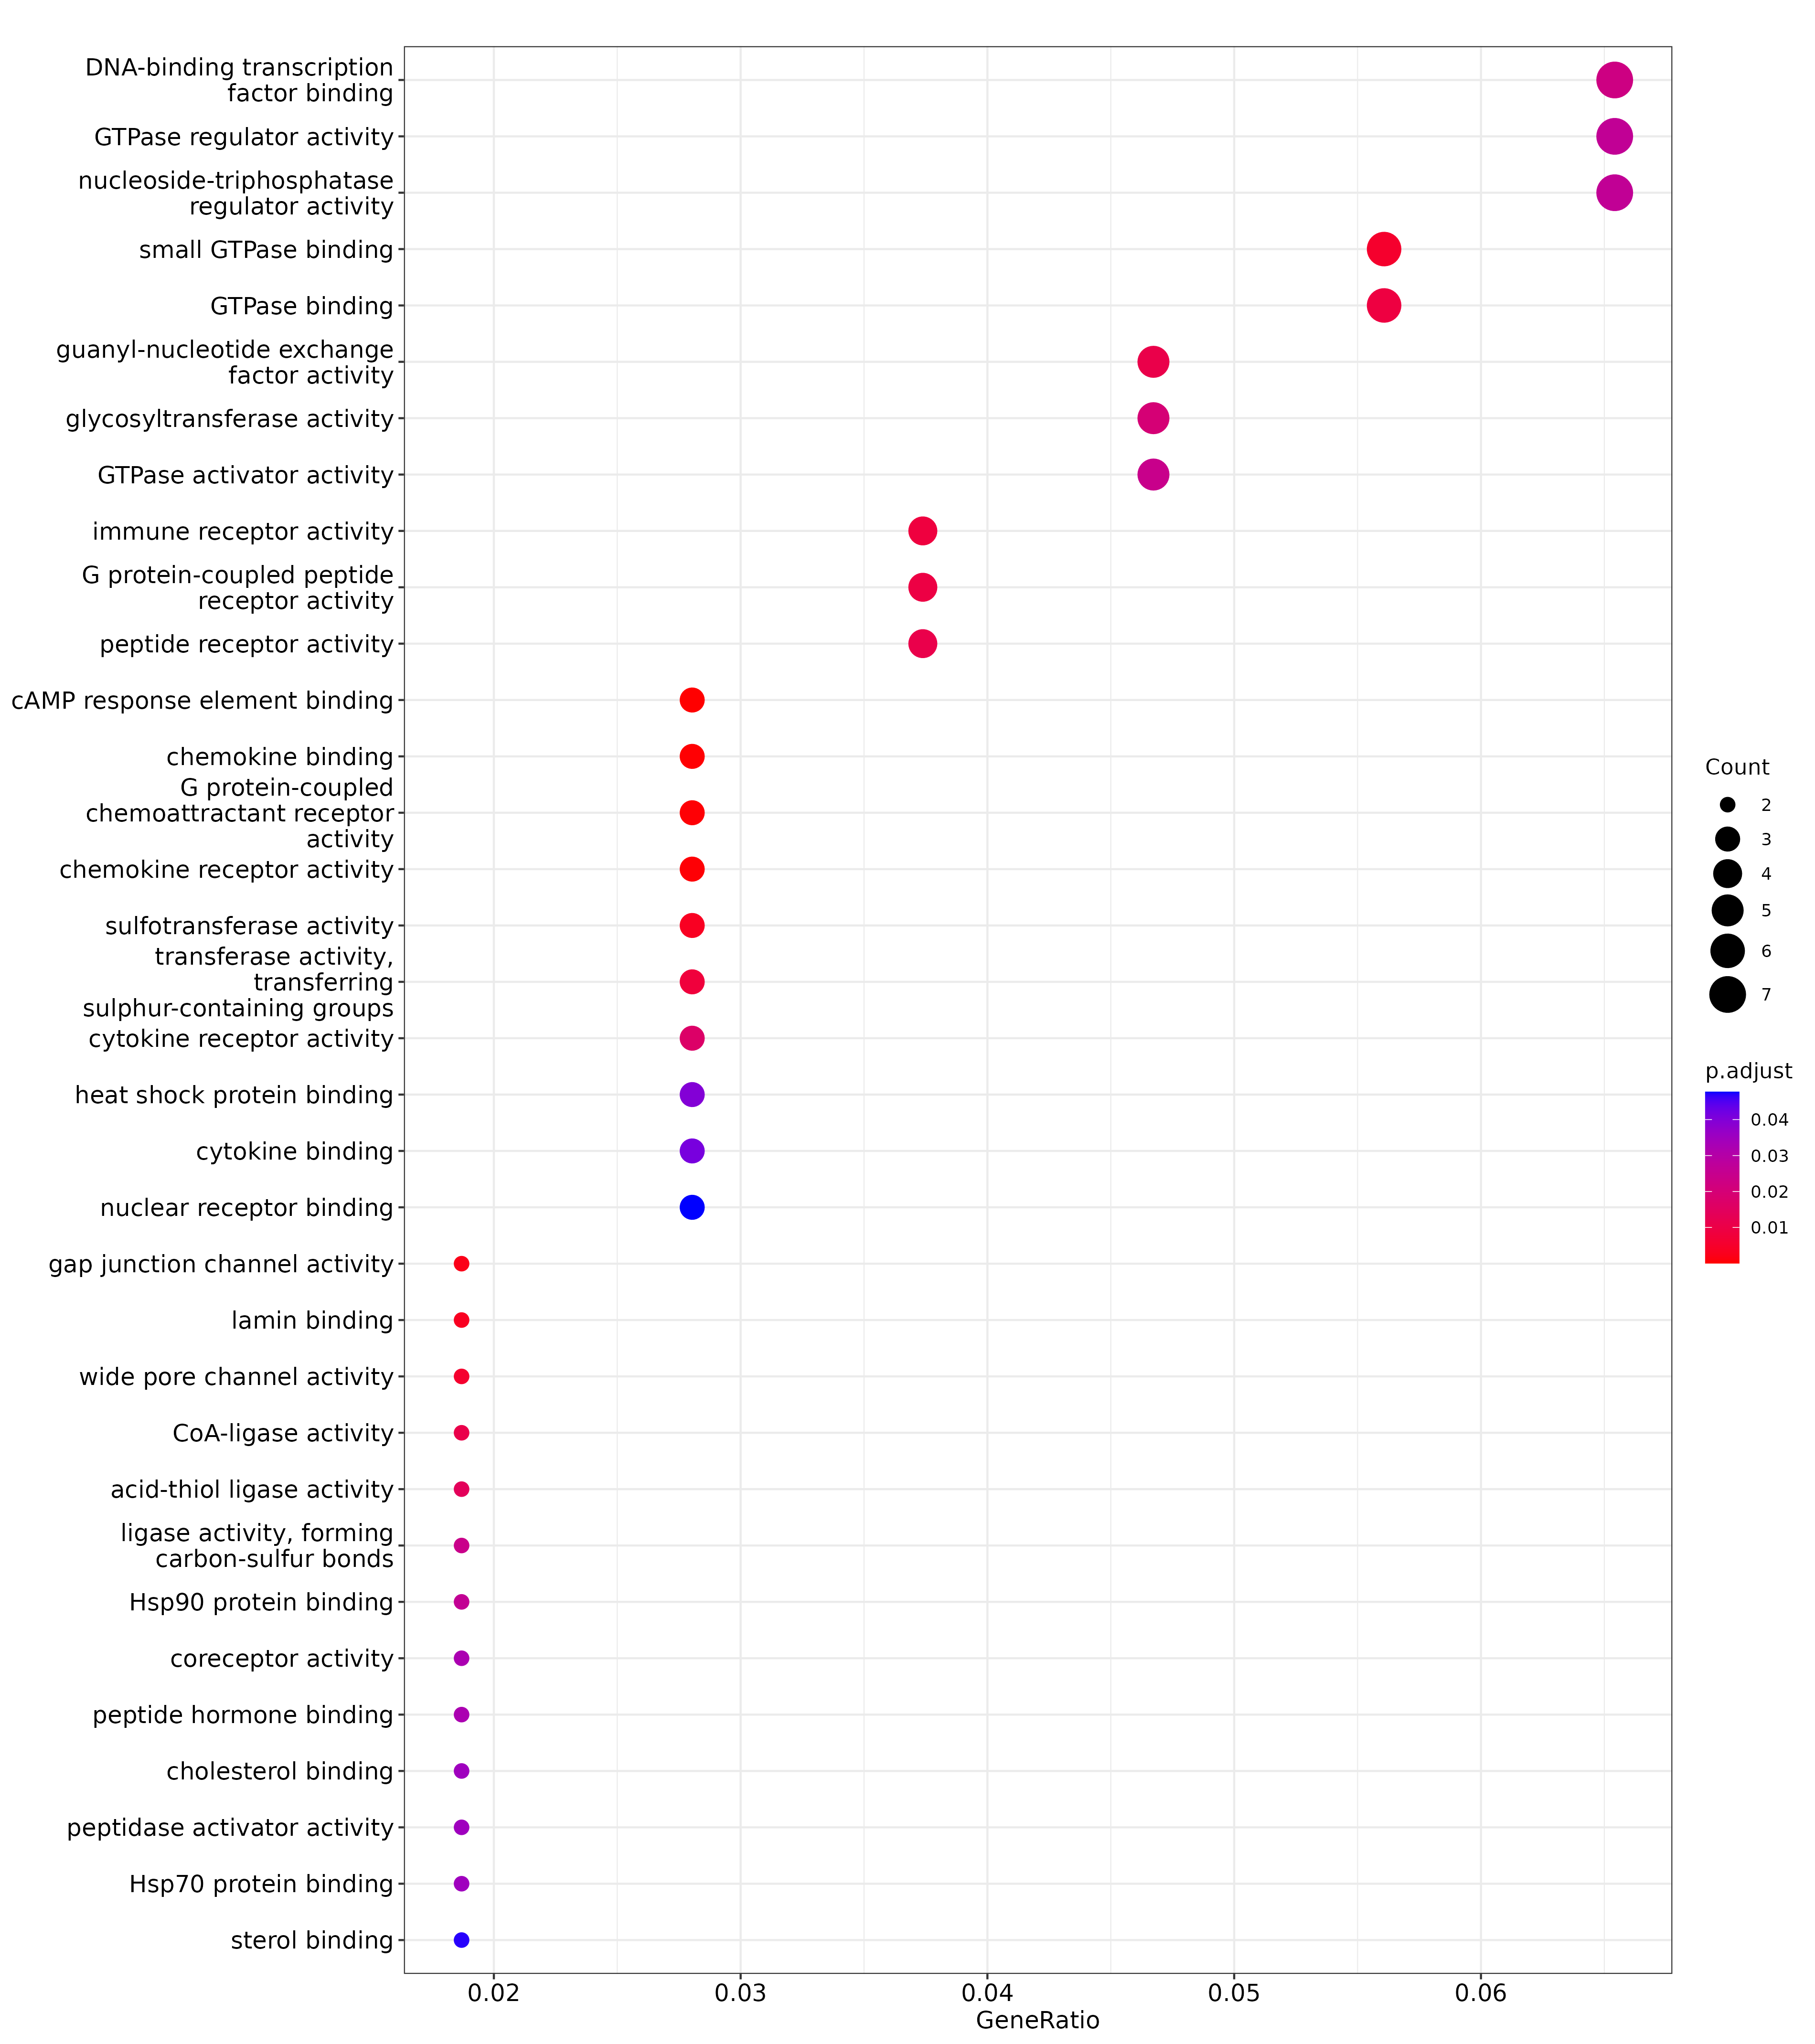 DNA-binding transcription
factor binding
GTPase regulator activity
nucleoside-triphosphatase
regulator activity
small GTPase binding
GTPase binding
guanyl-nucleotide exchange
factor activity
glycosyltransferase activity
GTPase activator activity
immune receptor activity
G protein-coupled peptide
receptor activity
peptide receptor activity
cAMP response element binding
chemokine binding
G protein-coupled
chemoattractant receptor
activity
chemokine receptor activity
sulfotransferase activity
transferase activity,
transferring
sulphur-containing groups
cytokine receptor activity
heat shock protein binding
cytokine binding
nuclear receptor binding
gap junction channel activity
lamin binding
wide pore channel activity
CoA-ligase activity
acid-thiol ligase activity
ligase activity, forming
carbon-sulfur bonds
Hsp90 protein binding
coreceptor activity
peptide hormone binding
cholesterol binding
peptidase activator activity
Hsp70 protein binding
sterol binding
0.02 0.03 0.04 0.05 0.06
GeneRatio
Count
2
3
4
5
6
7
p.adjust
0.04
0.03
0.02
0.01